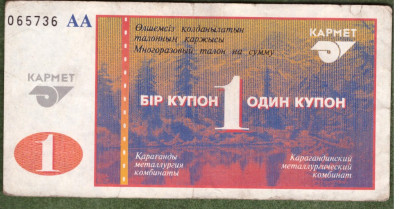 065736 АА
Өлшемсіз қолданылатын
талонның қаржысы
Многоразовый талон на сумму
КАРМЕТ
КАРМЕТ
БІР КУПОН 1 ОДИН КУПОН
1
Қарағанды
металлургия
комбинаты
Карагандинский
металлургический
комбинат